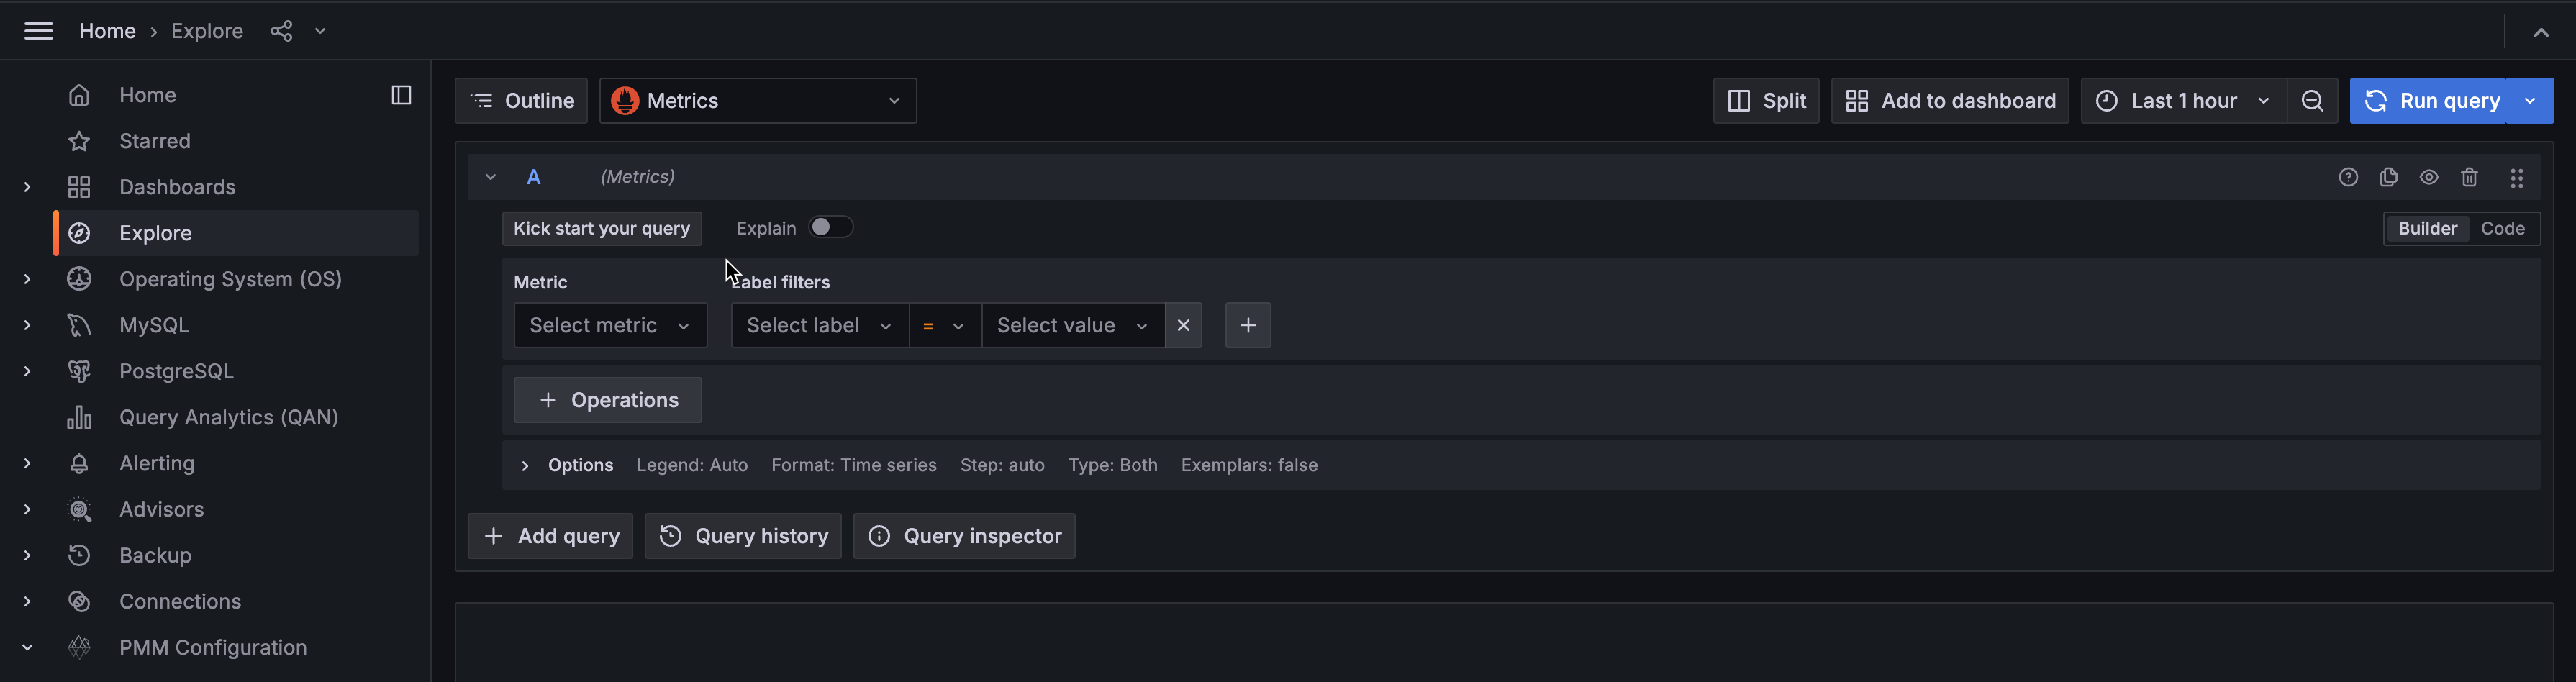 Home › Explore
Home
Starred
Dashboards
Explore
Operating System (OS)
MySQL
PostgreSQL
Query Analytics (QAN)
Alerting
Advisors
Backup
Connections
PMM Configuration
Outline Metrics Split Add to dashboard Last 1 hour Run query
A (Metrics)
Kick start your query Explain Builder Code
Metric Label filters
Select metric Select label = Select value
+ Operations
Options Legend: Auto Format: Time series Step: auto Type: Both Exemplars: false
+ Add query Query history Query inspector